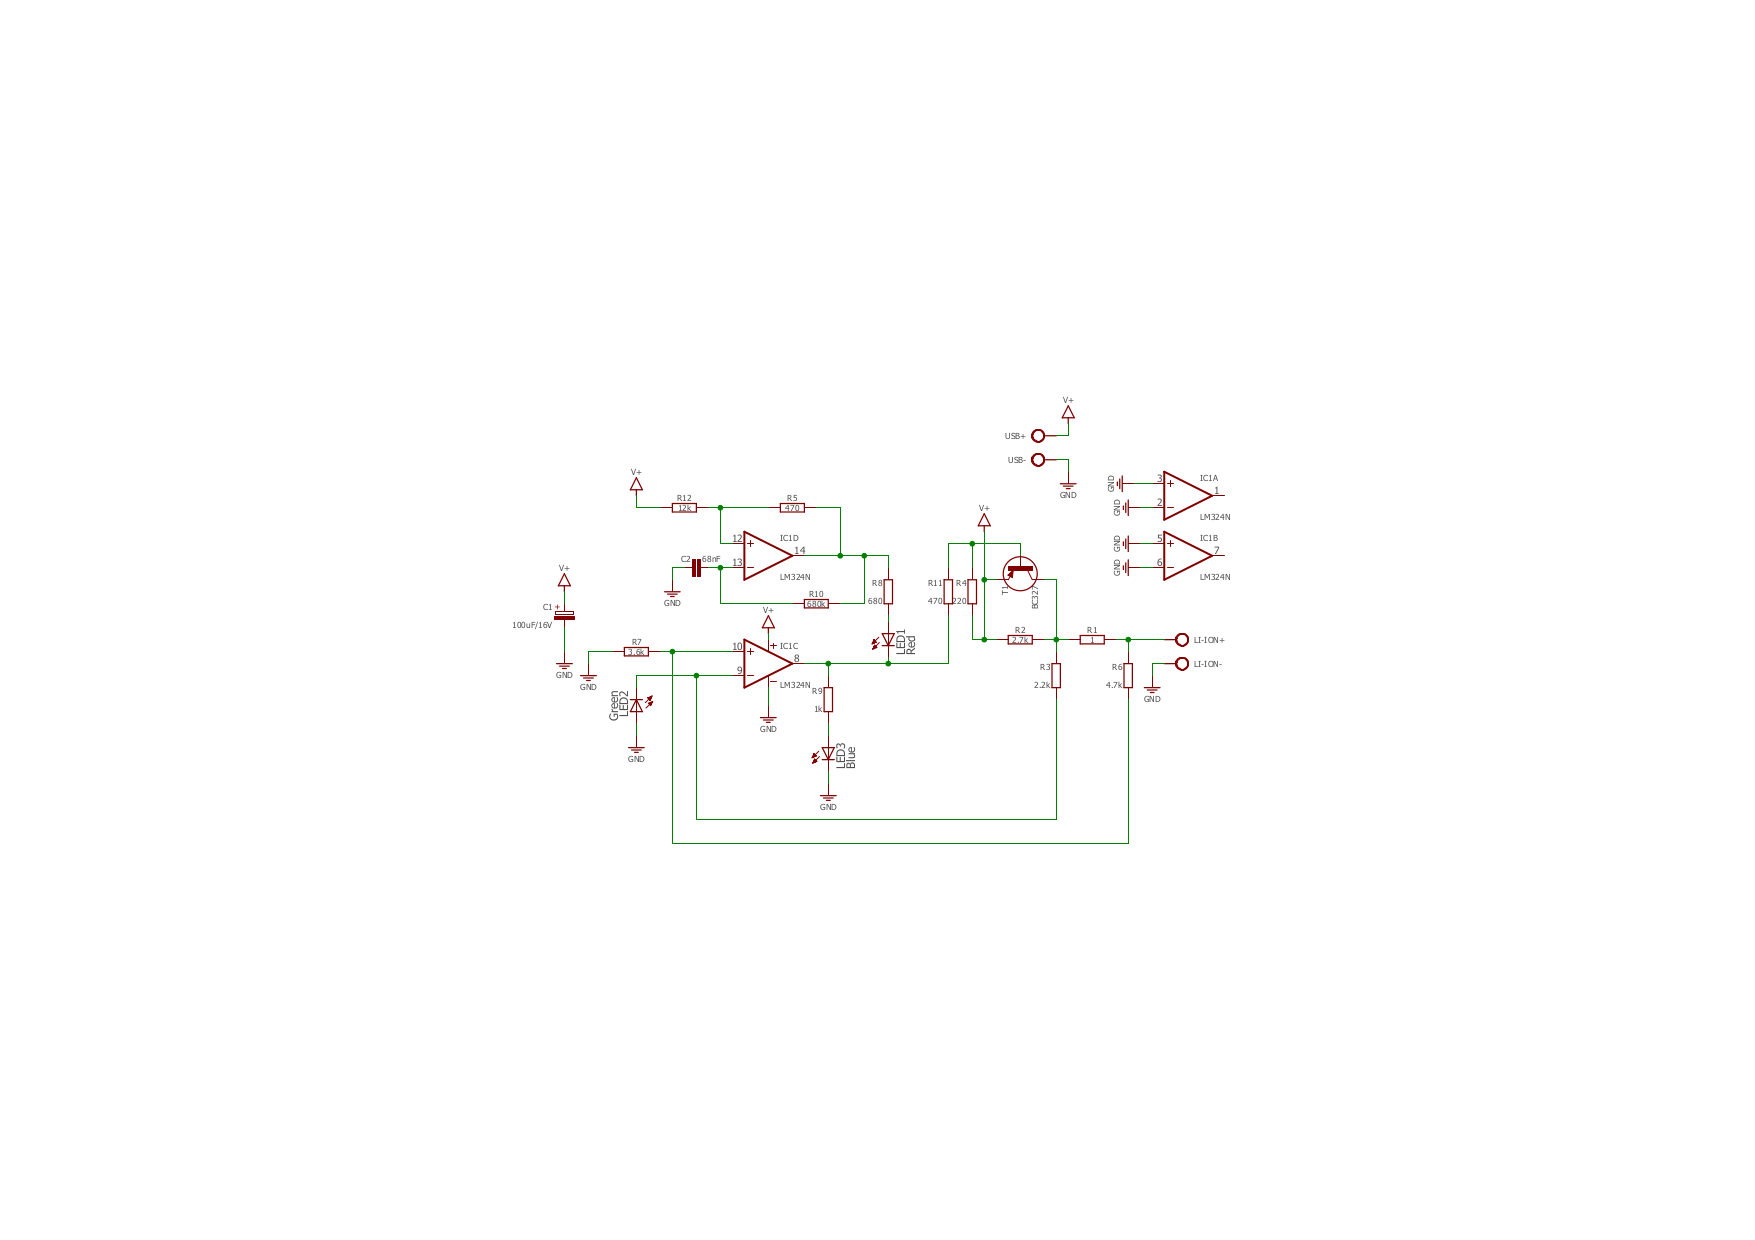 V+
USB+
USB-
GND
V+
R12
12k
R5
470
IC1D
12
13
14
LM324N
C2
68nF
GND
R10
680k
V+
C1
100uF/16V
GND
R7
3.6k
GND
V+
IC1C
10
9
8
LM324N
GND
Green
LED2
GND
R8
680
LED1
Red
R9
1k
LED3
Blue
GND
V+
R11
470
R4
220
T1
BC327
R2
2.7k
R1
1
R3
2.2k
R6
4.7k
LI-ION+
LI-ION-
GND
GND
GND
3
2
1
IC1A
LM324N
GND
GND
5
6
7
IC1B
LM324N